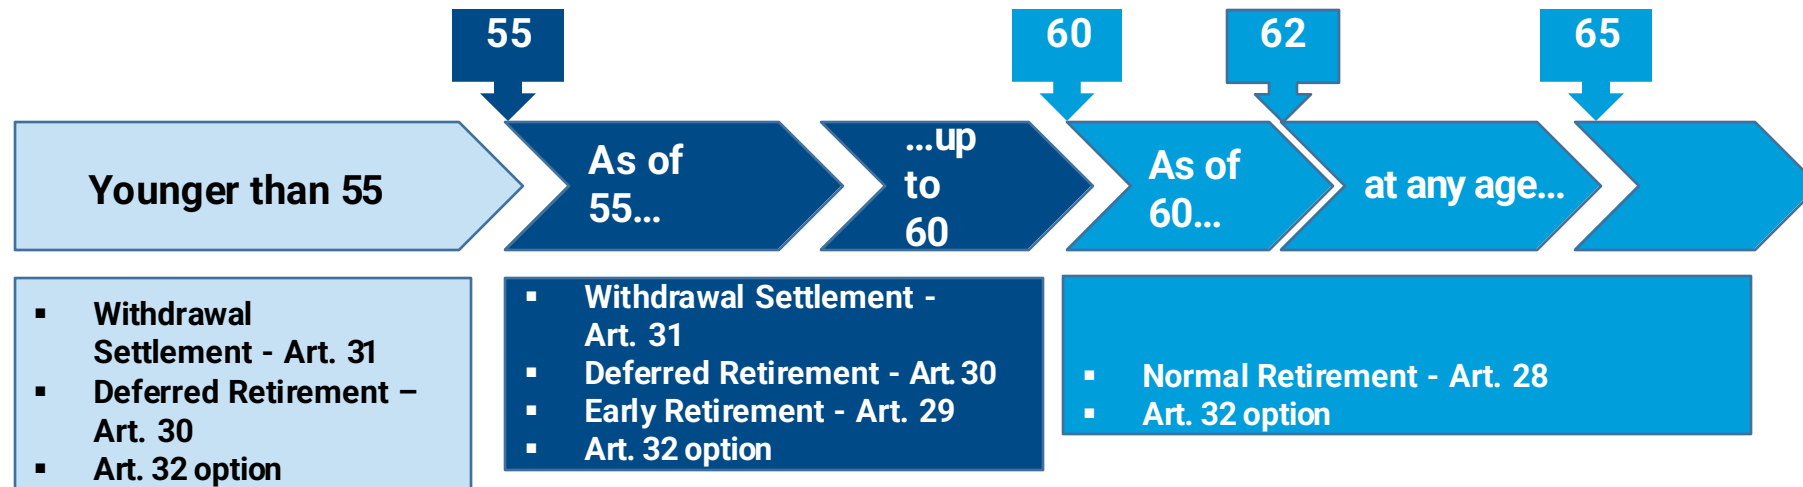 55
60
62
65
Younger than 55
As of
55...
...up
to
60
As of
60...
at any age...
▪ Withdrawal
Settlement - Art. 31
▪ Deferred Retirement –
Art. 30
▪ Art. 32 option
▪ Withdrawal Settlement -
Art. 31
▪ Deferred Retirement - Art. 30
▪ Early Retirement - Art. 29
▪ Art. 32 option
▪ Normal Retirement - Art. 28
▪ Art. 32 option